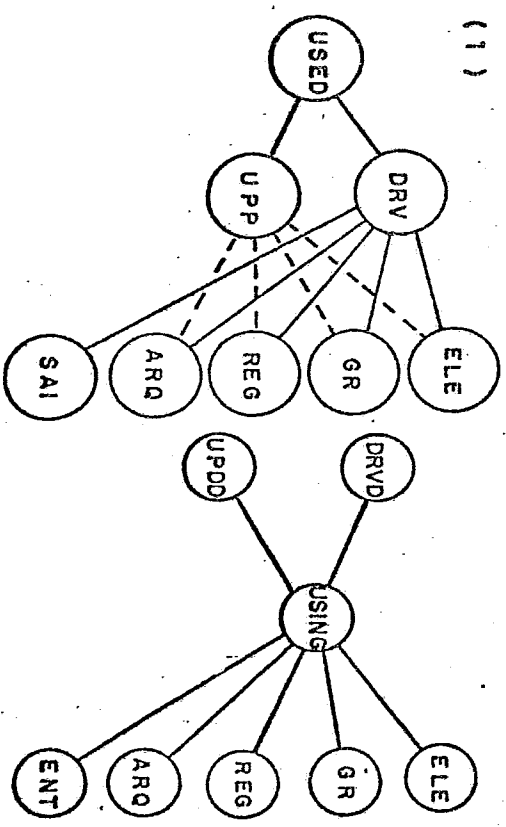 (1)
USED
DRV
UPP
ELE
GR
REG
ARQ
SAI
DRVD
UPDD
USING
ELE
GR
REG
ARQ
ENT